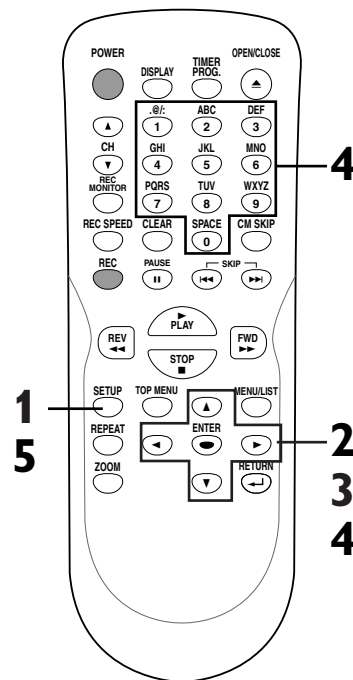 POWER
DISPLAY
TIMER
PROG.
OPEN/CLOSE
.@/:
ABC
DEF
1
2
3
CH
GHI
JKL
MNO
4
5
6
4
REC
MONITOR
PQRS
TUV
WXYZ
7
8
9
REC SPEED
CLEAR
SPACE
CM SKIP
0
REC
PAUSE
SKIP
PLAY
REV
FWD
STOP
SETUP
TOP MENU
MENU/LIST
1
REPEAT
ENTER
2
5
ZOOM
RETURN
3
4